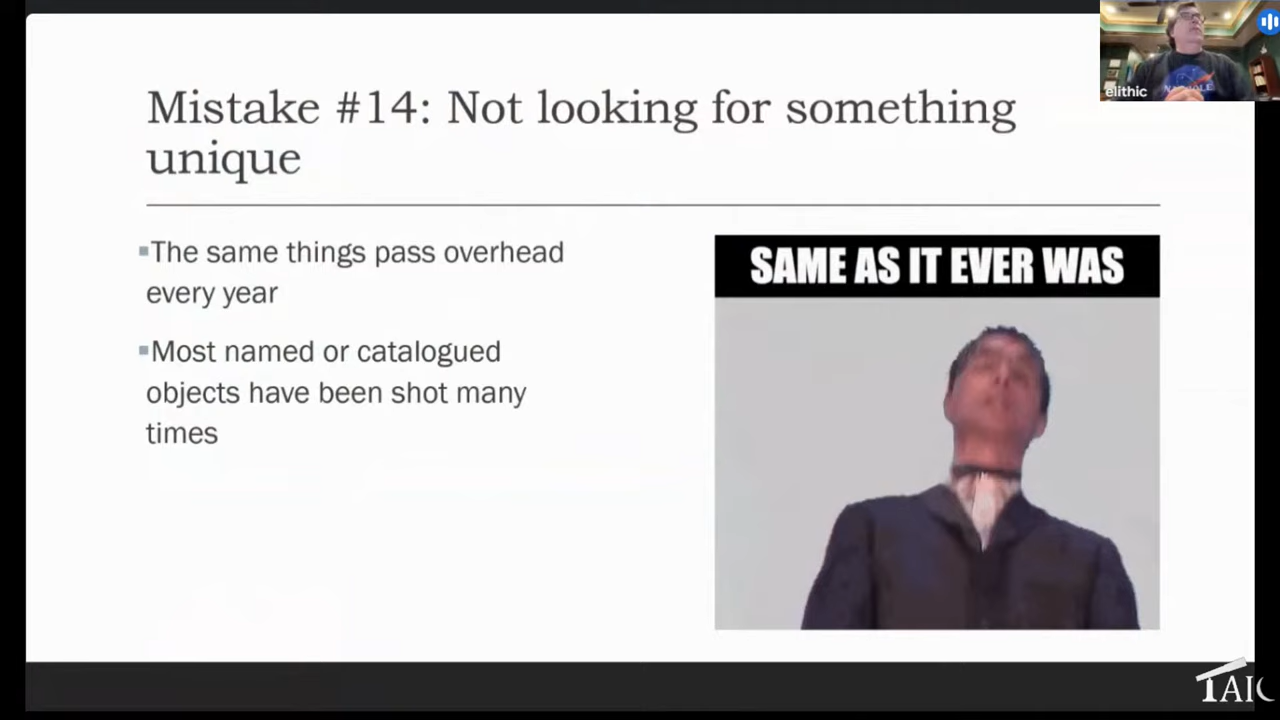 Mistake #14: Not looking for something
unique
▪The same things pass overhead
every year
▪Most named or catalogued
objects have been shot many
times
SAME AS IT EVER WAS
elithic
TAIC